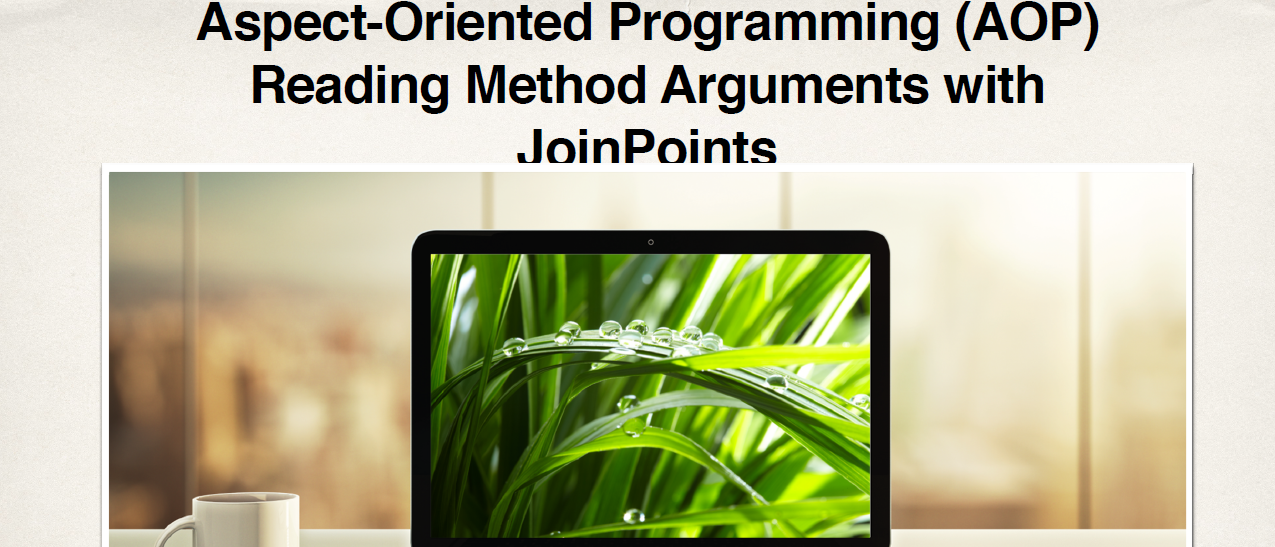 Aspect-Oriented Programming (AOP)
Reading Method Arguments with
JoinPoints